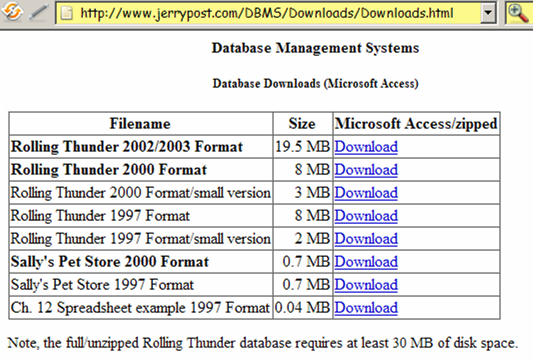 http://www.jerrypost.com/DBMS/Downloads/Downloads.html
Database Management Systems
Database Downloads (Microsoft Access)
Filename Size Microsoft Access/zipped
Rolling Thunder 2002/2003 Format 19.5 MB Download
Rolling Thunder 2000 Format 8 MB Download
Rolling Thunder 2000 Format/small version 3 MB Download
Rolling Thunder 1997 Format 8 MB Download
Rolling Thunder 1997 Format/small version 2 MB Download
Sally's Pet Store 2000 Format 0.7 MB Download
Sally's Pet Store 1997 Format 0.7 MB Download
Ch. 12 Spreadsheet example 1997 Format 0.04 MB Download
Note, the full/unzipped Rolling Thunder database requires at least 30 MB of disk space.